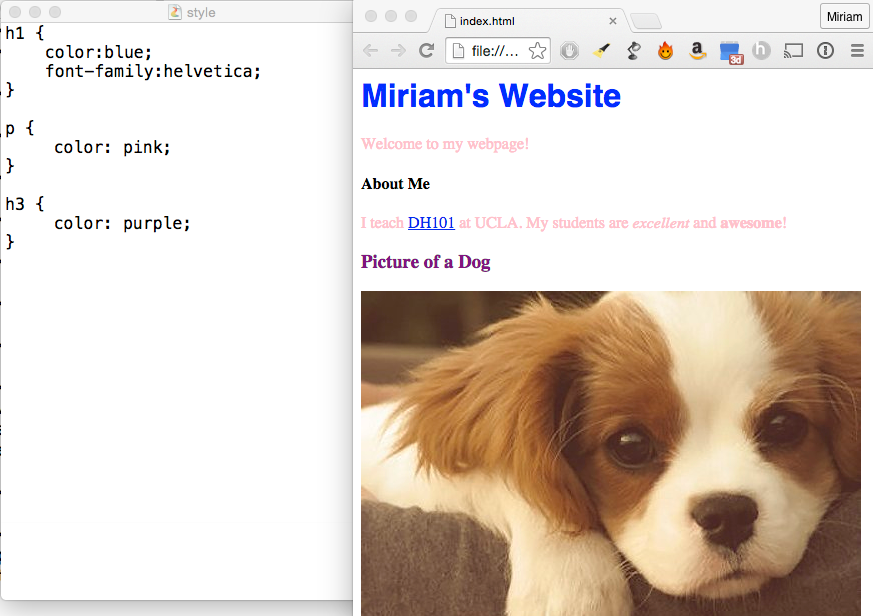 style
h1 {
color:blue;
font-family:helvetica;
}
p {
color: pink;
}
h3 {
color: purple;
}
index.html
Miriam
file://...
a
3d
h
Miriam's Website
Welcome to my webpage!
About Me
I teach DH101 at UCLA. My students are excellent and awesome!
Picture of a Dog